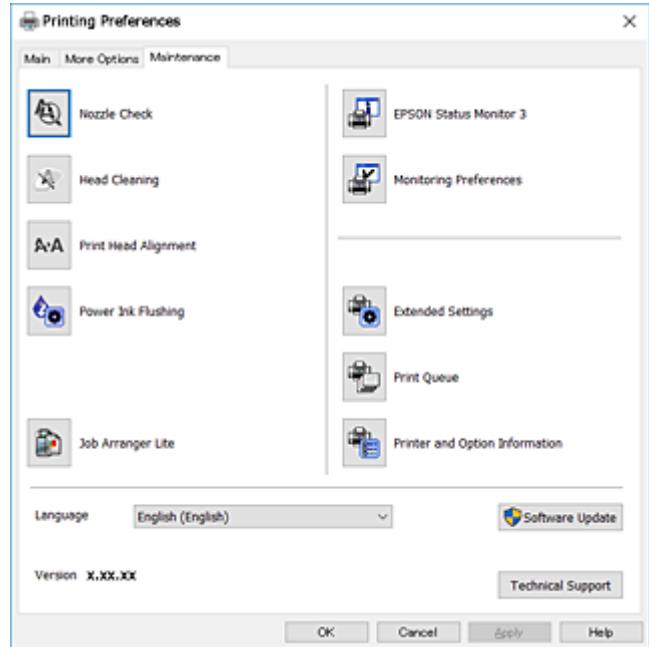 Printing Preferences
Main More Options Maintenance
Nozzle Check
EPSON Status Monitor 3
Head Cleaning
Monitoring Preferences
A·A Print Head Alignment
Power Ink Flushing
Extended Settings
Print Queue
Job Arranger Lite
Printer and Option Information
Language English (English)
Software Update
Version X.XX.XX
Technical Support
OK Cancel Apply Help